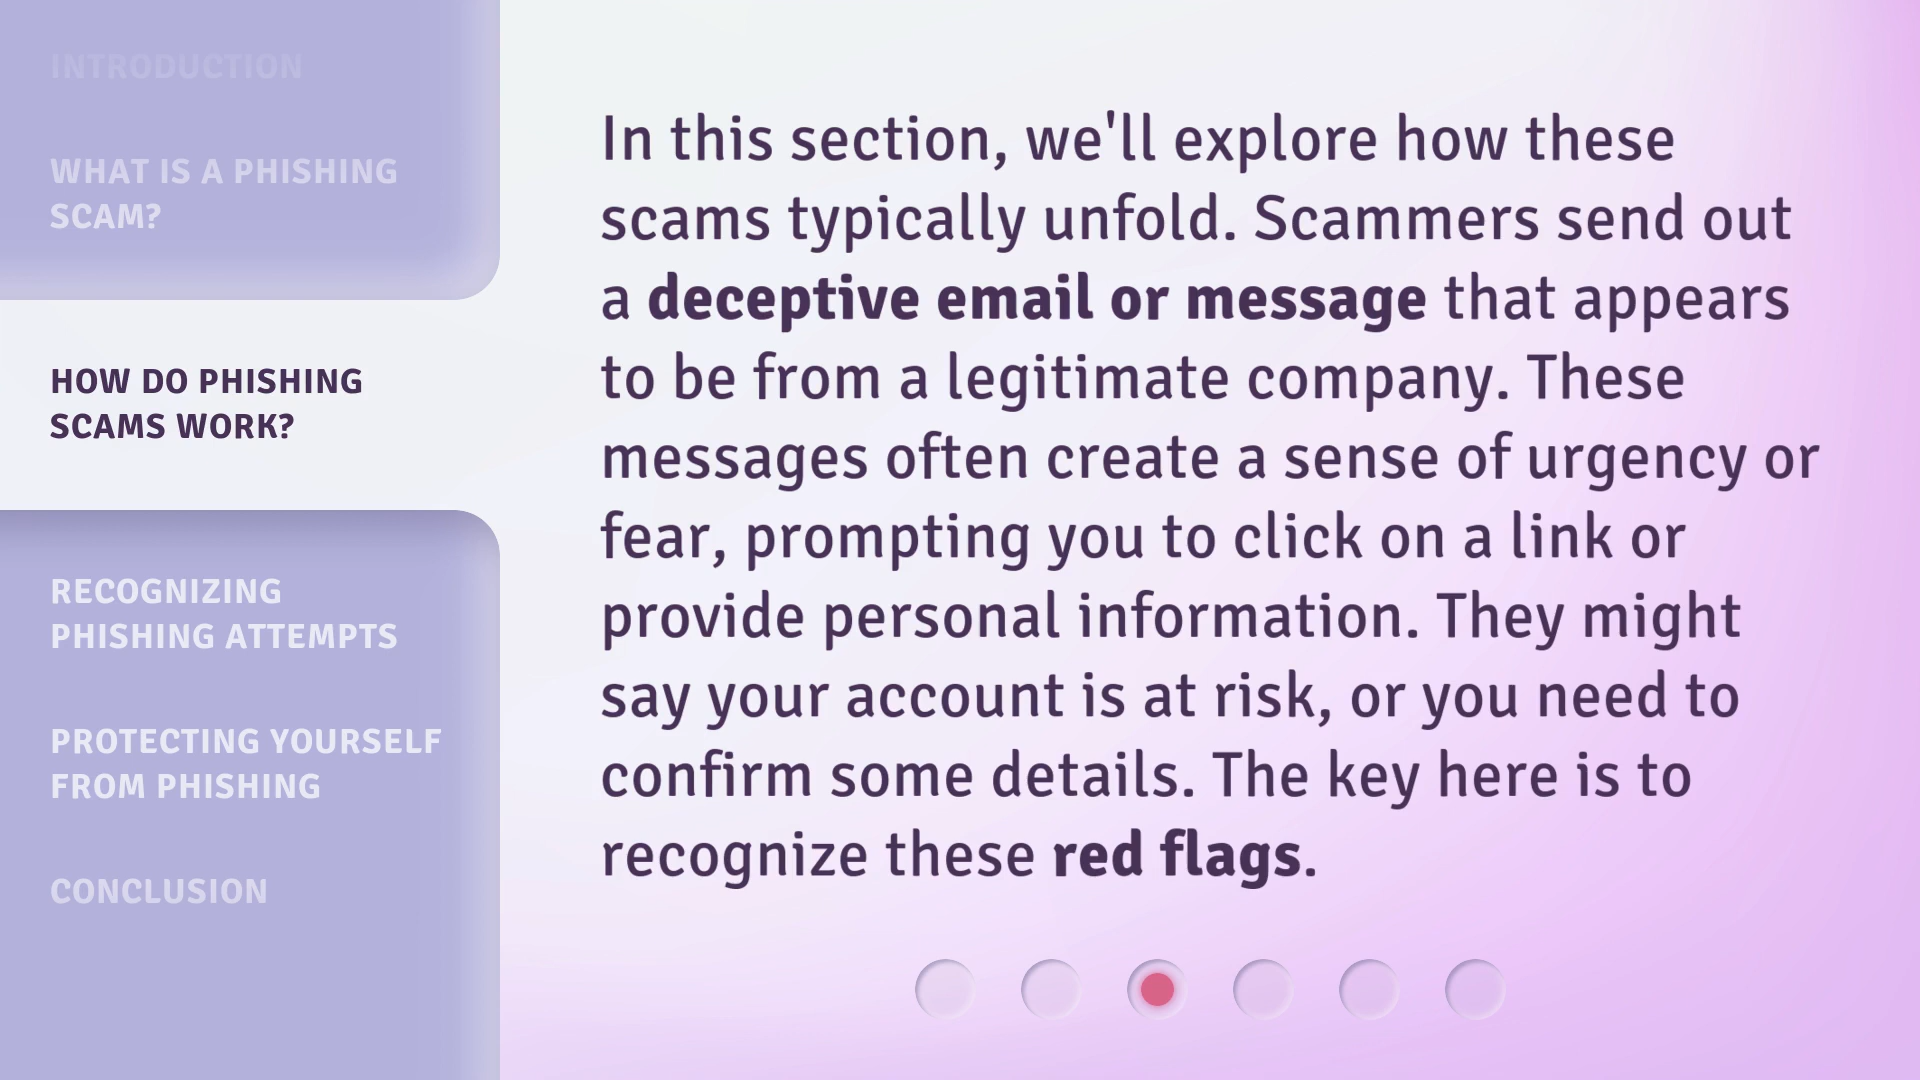 INTRODUCTION
WHAT IS A PHISHING
SCAM?
HOW DO PHISHING
SCAMS WORK?
RECOGNIZING
PHISHING ATTEMPTS
PROTECTING YOURSELF
FROM PHISHING
CONCLUSION
In this section, we'll explore how these
scams typically unfold. Scammers send out
a deceptive email or message that appears
to be from a legitimate company. These
messages often create a sense of urgency or
fear, prompting you to click on a link or
provide personal information. They might
say your account is at risk, or you need to
confirm some details. The key here is to
recognize these red flags.